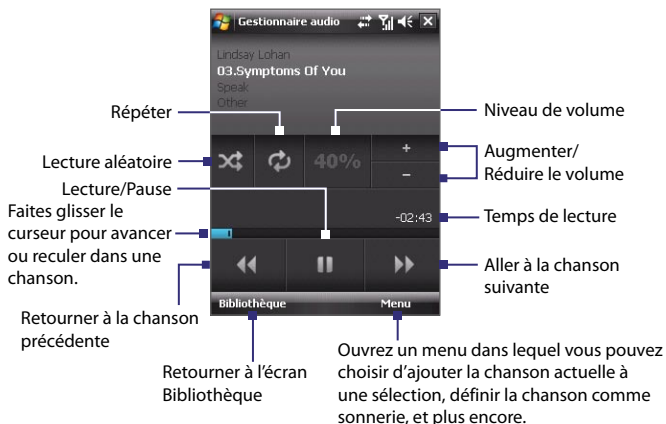 Gestionnaire audio
Lindsay Lohan
03.Symptoms Of You
Speak
Other
Répéter
Niveau de volume
Lecture aléatoire
40%
+
−
Augmenter/
Réduire le volume
Lecture/Pause
Faites glisser le
curseur pour avancer
ou reculer dans une
chanson.
-02:43
Temps de lecture
Aller à la chanson
suivante
Bibliothèque
Menu
Retourner à la chanson
précédente
Retourner à l’écran
Bibliothèque
Ouvrez un menu dans lequel vous pouvez
choisir d’ajouter la chanson actuelle à
une sélection, définir la chanson comme
sonnerie, et plus encore.